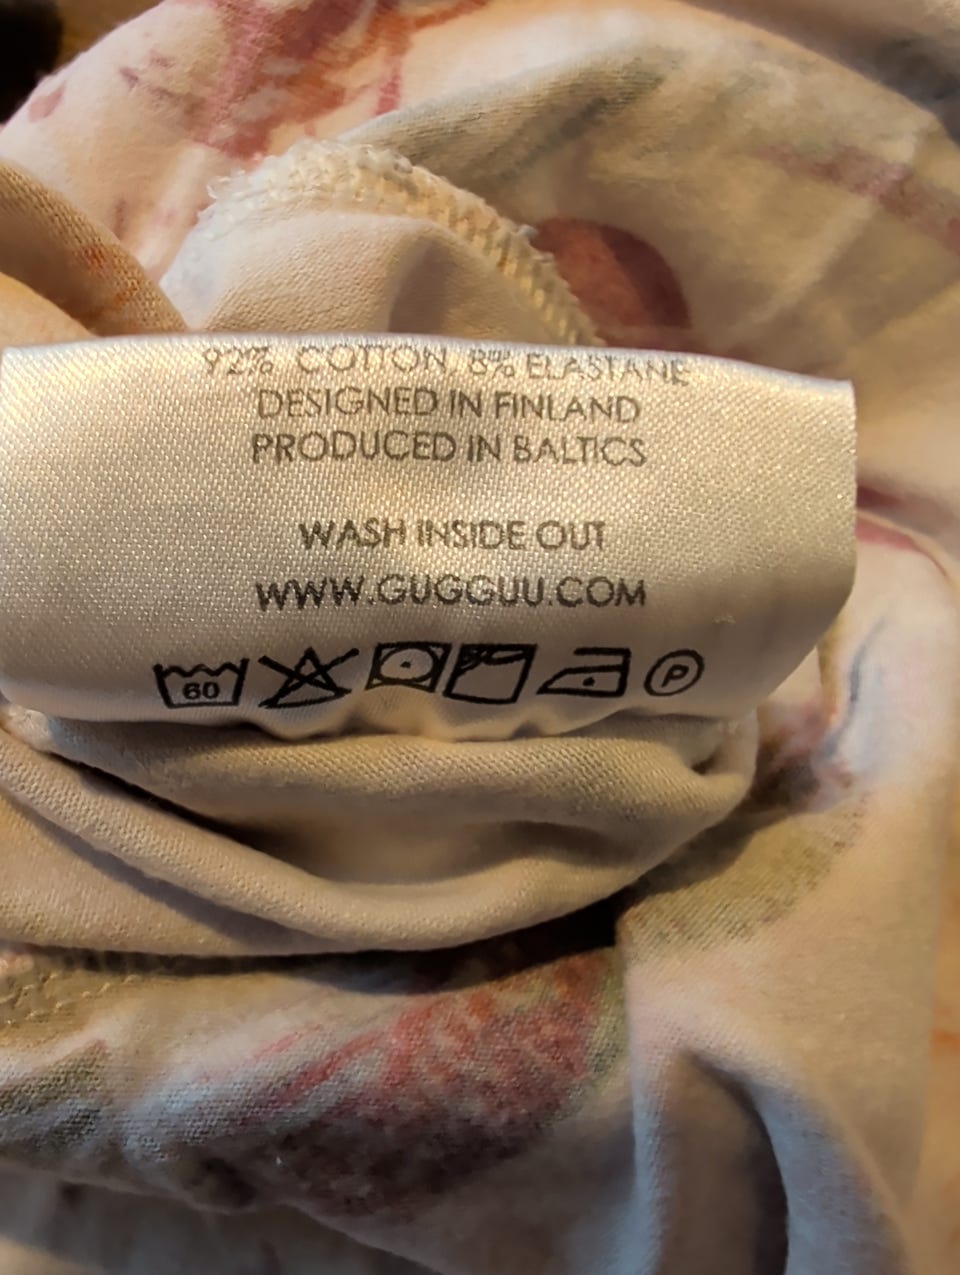 92% COTTON, 8% ELASTANE
DESIGNED IN FINLAND
PRODUCED IN BALTICS
WASH INSIDE OUT
WWW.GUGGUU.COM
60 P